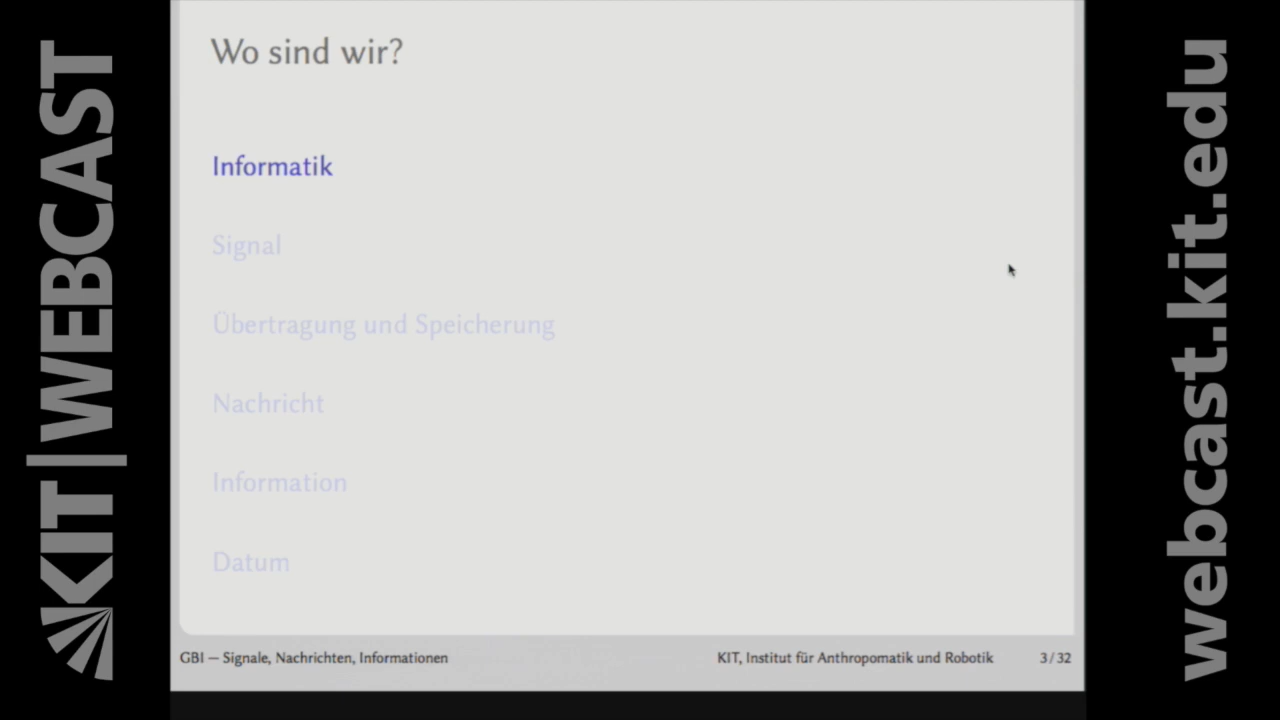 KIT|WEBCAST
Wo sind wir?
Informatik
Signal
Übertragung und Speicherung
Nachricht
Information
Datum
GBI — Signale, Nachrichten, Informationen
KIT, Institut für Anthropomatik und Robotik
3/32
webcast.kit.edu